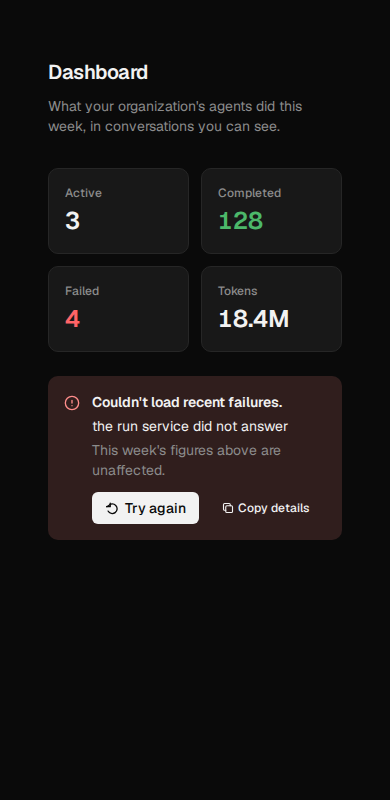 Dashboard
What your organization's agents did this
week, in conversations you can see.
Active
3
Completed
128
Failed
4
Tokens
18.4M
Couldn't load recent failures.
the run service did not answer
This week's figures above are
unaffected.
Try again
Copy details